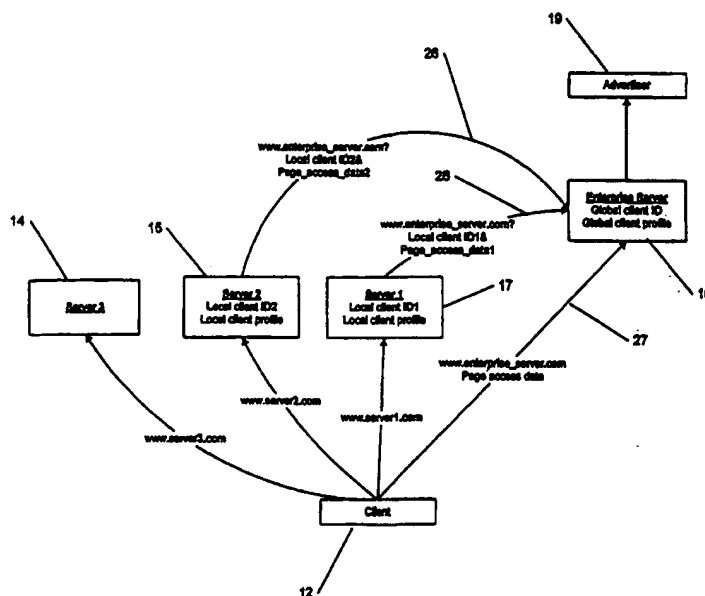 19
26
Advertiser
www.enterprise_server.com?
Local client ID2&
Page_access_data2
28
Enterprise Server
Global client ID
Global client profile
14
15
www.enterprise_server.com?
Local client ID1&
Page_access_data1
Server 3
Server 2
Local client ID2
Local client profile
Server 1
Local client ID1
Local client profile
17
27
www.enterprise_server.com
Page access data
www.server3.com
www.server2.com
www.server1.com
Client
12